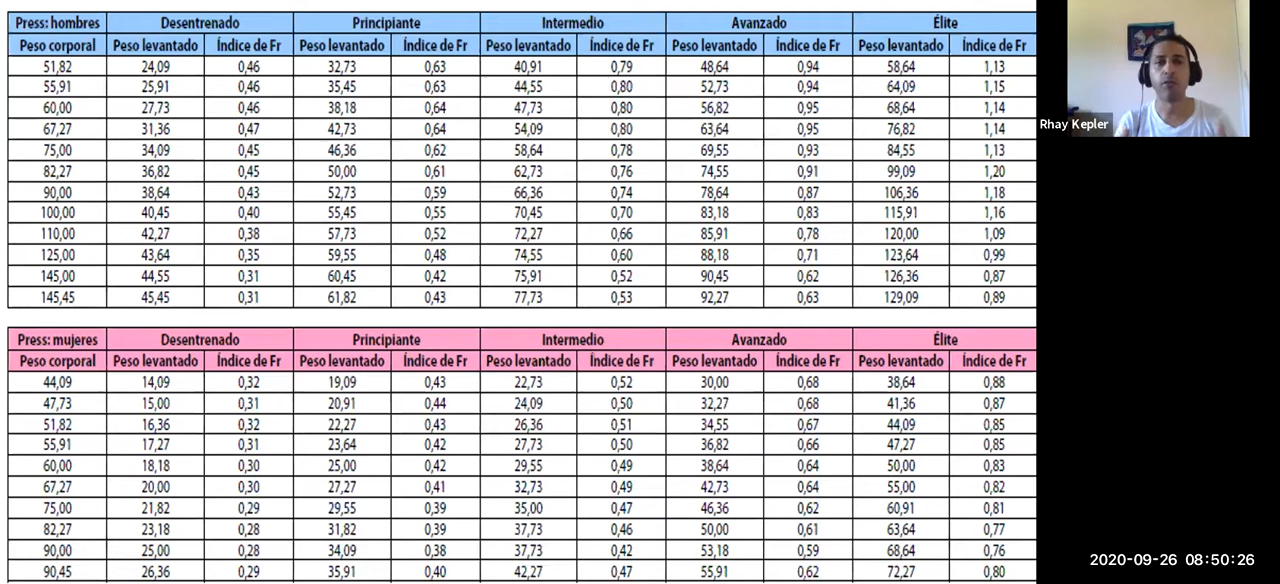 Press: hombres Desentrenado Principiante Intermedio Avanzado Élite
Peso corporal Peso levantado Índice de Fr Peso levantado Índice de Fr Peso levantado Índice de Fr Peso levantado Índice de Fr Peso levantado Índice de Fr
51,82 24,09 0,46 32,73 0,63 40,91 0,79 48,64 0,94 58,64 1,13
55,91 25,91 0,46 35,45 0,63 44,55 0,80 52,73 0,94 64,09 1,15
60,00 27,73 0,46 38,18 0,64 47,73 0,80 56,82 0,95 68,64 1,14
67,27 31,36 0,47 42,73 0,64 54,09 0,80 63,64 0,95 76,82 1,14
75,00 34,09 0,45 46,36 0,62 58,64 0,78 69,55 0,93 84,55 1,13
82,27 36,82 0,45 50,00 0,61 62,73 0,76 74,55 0,91 99,09 1,20
90,00 38,64 0,43 52,73 0,59 66,36 0,74 78,64 0,87 106,36 1,18
100,00 40,45 0,40 55,45 0,55 70,45 0,70 83,18 0,83 115,91 1,16
110,00 42,27 0,38 57,73 0,52 72,27 0,66 85,91 0,78 120,00 1,09
125,00 43,64 0,35 59,55 0,48 74,55 0,60 88,18 0,71 123,64 0,99
145,00 44,55 0,31 60,45 0,42 75,91 0,52 90,45 0,62 126,36 0,87
145,45 45,45 0,31 61,82 0,43 77,73 0,53 92,27 0,63 129,09 0,89
Press: mujeres Desentrenado Principiante Intermedio Avanzado Élite
Peso corporal Peso levantado Índice de Fr Peso levantado Índice de Fr Peso levantado Índice de Fr Peso levantado Índice de Fr Peso levantado Índice de Fr
44,09 14,09 0,32 19,09 0,43 22,73 0,52 30,00 0,68 38,64 0,88
47,73 15,00 0,31 20,91 0,44 24,09 0,50 32,27 0,68 41,36 0,87
51,82 16,36 0,32 22,27 0,43 26,36 0,51 34,55 0,67 44,09 0,85
55,91 17,27 0,31 23,64 0,42 27,73 0,50 36,82 0,66 47,27 0,85
60,00 18,18 0,30 25,00 0,42 29,55 0,49 38,64 0,64 50,00 0,83
67,27 20,00 0,30 27,27 0,41 32,73 0,49 42,73 0,64 55,00 0,82
75,00 21,82 0,29 29,55 0,39 35,00 0,47 46,36 0,62 60,91 0,81
82,27 23,18 0,28 31,82 0,39 37,73 0,46 50,00 0,61 63,64 0,77
90,00 25,00 0,28 34,09 0,38 37,73 0,42 53,18 0,59 68,64 0,76
90,45 26,36 0,29 35,91 0,40 42,27 0,47 55,91 0,62 72,27 0,80
Rhay Kepler
2020-09-26 08:50:26